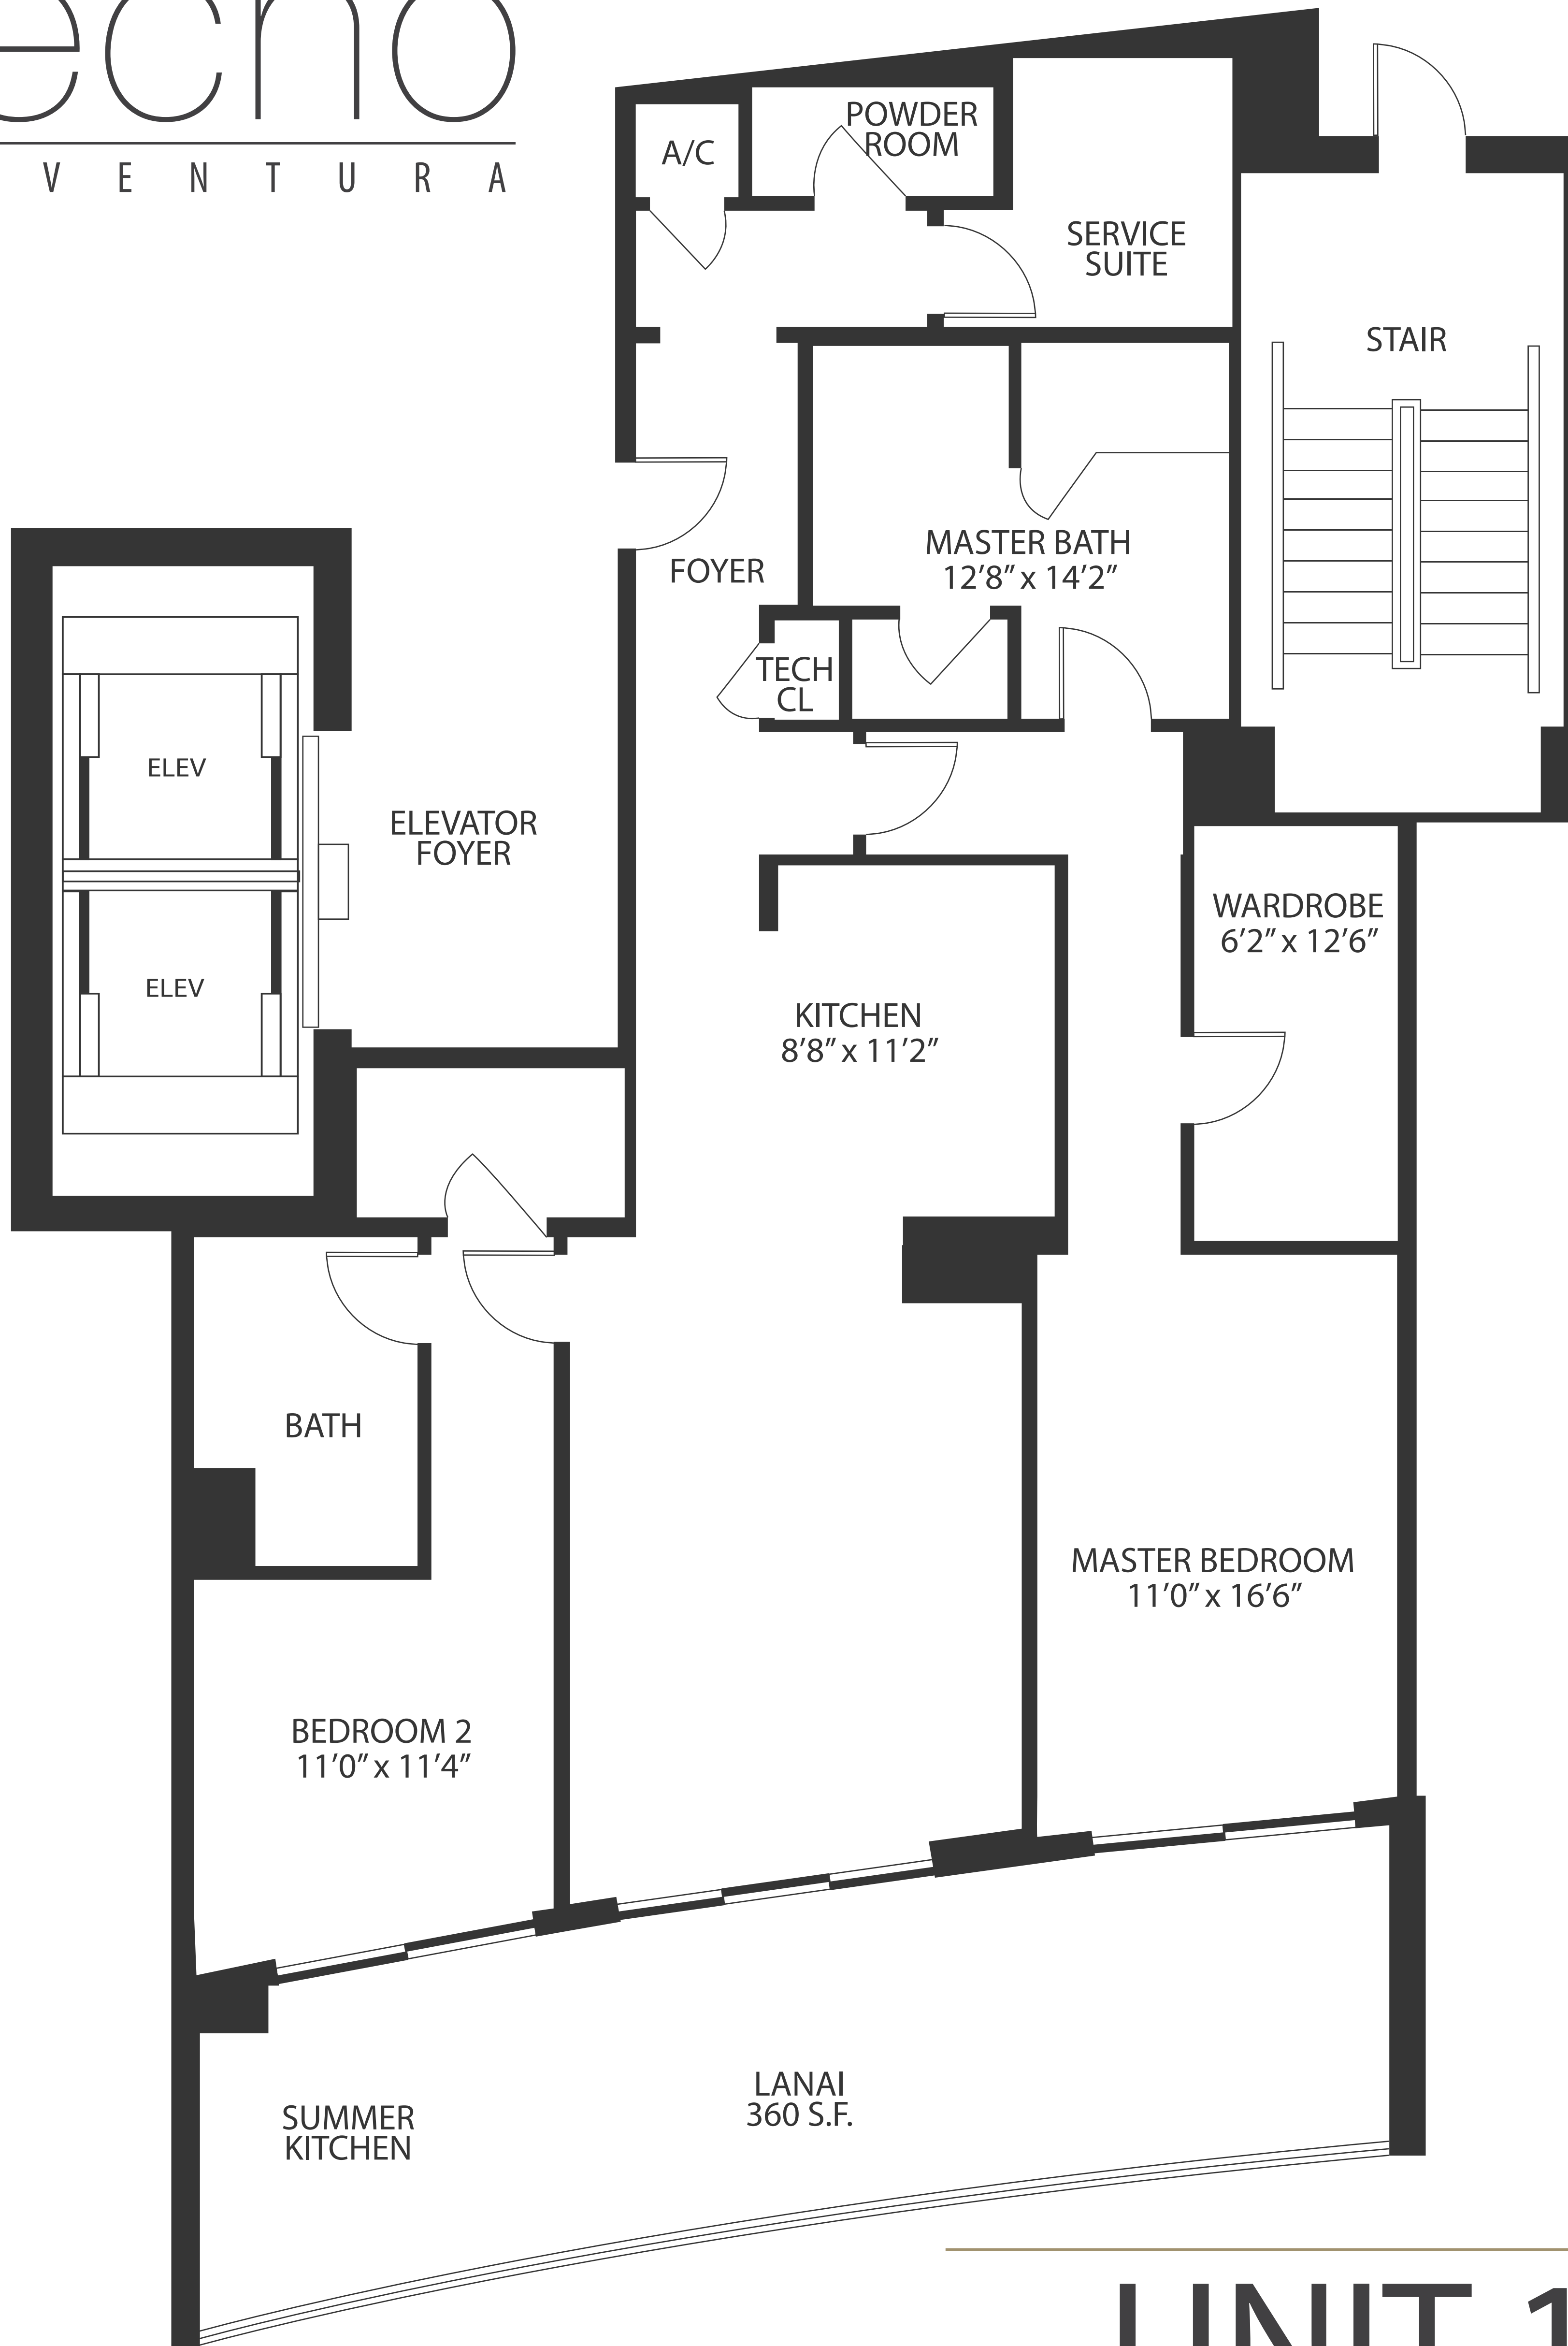 echo
VENTURA
A/C
POWDER
ROOM
SERVICE
SUITE
STAIR
MASTER BATH
12’8” x 14’2”
FOYER
TECH
CL
ELEV
ELEVATOR
FOYER
WARDROBE
6’2” x 12’6”
ELEV
KITCHEN
8’8” x 11’2”
BATH
MASTER BEDROOM
11’0” x 16’6”
BEDROOM 2
11’0” x 11’4”
LANAI
360 S.F.
SUMMER
KITCHEN
UNIT 1